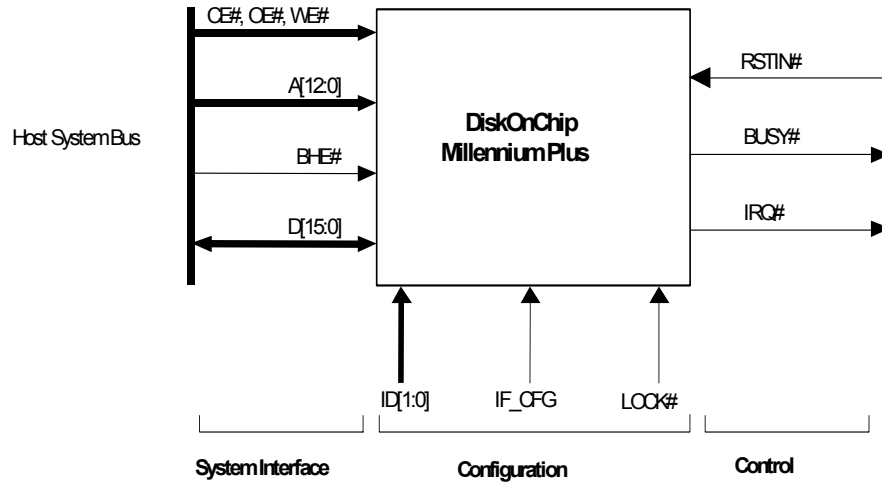 CE#, OE#, WE#
RSTIN#
A[12:0]
DiskOnChip
Millennium Plus
Host System Bus
BUSY#
BHE#
D[15:0]
IRQ#
ID[1:0]
IF_CFG
LOCK#
System Interface
Configuration
Control